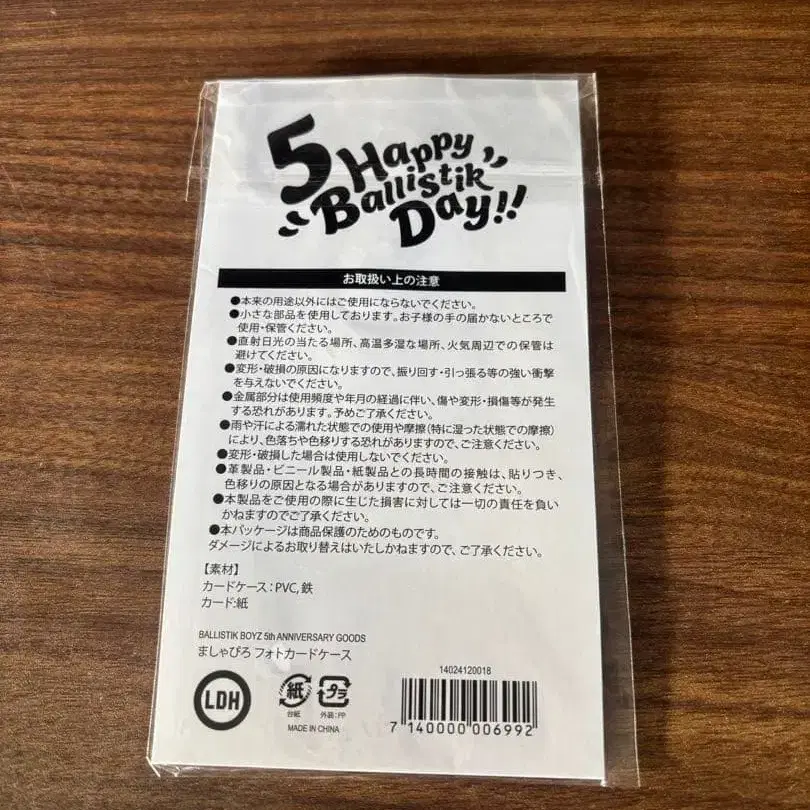 5 Happy
Ballistik
Day!!
お取扱い上の注意
●本来の用途以外にはご使用にならないでください。
●小さな部品を使用しております。お子様の手の届かないところで
使用・保管ください。
●直射日光の当たる場所、高温多湿な場所、火気周辺での保管は
避けてください。
●変形・破損の原因になりますので、振り回す・引っ張る等の強い衝撃
を与えないでください。
●金属部分は使用頻度や年月の経過に伴い、傷や変形・損傷等が発生
する恐れがあります。予めご了承ください。
●雨や汗による濡れた状態での使用や摩擦(特に湿った状態での摩擦)
により、色落ちや色移りする恐れがありますので、ご注意ください。
●変形・破損した場合は使用しないでください。
●革製品・ビニール製品・紙製品との長時間の接触は、貼りつき、
色移りの原因となる場合がありますので、ご注意ください。
●本製品をご使用の際に生じた損害に対しては一切の責任を負い
かねますのでご了承ください。
●本パッケージは商品保護のためのものです。
ダメージによるお取り替えはいたしかねますので、ご了承ください。
【素材】
カードケース:PVC, 鉄
カード:紙
BALLISTIK BOYZ 5th ANNIVERSARY GOODS
ましゃぴろ フォトカードケース
LDH
紙
台紙
プラ
外装:PP
MADE IN CHINA
14024120018
7 140000 006992